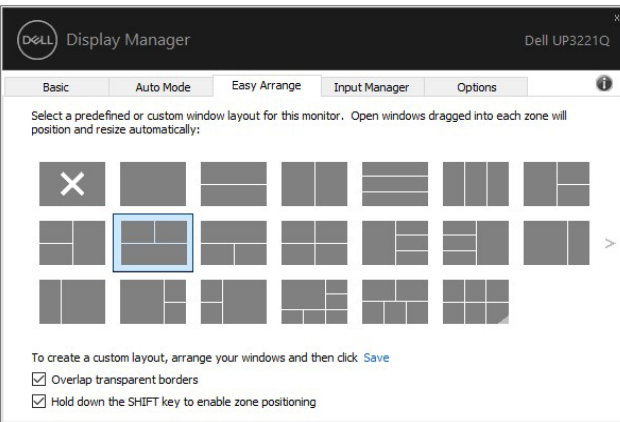 DELL Display Manager
Dell UP3221Q
Basic Auto Mode Easy Arrange Input Manager Options
Select a predefined or custom window layout for this monitor. Open windows dragged into each zone will
position and resize automatically:
To create a custom layout, arrange your windows and then click Save
Overlap transparent borders
Hold down the SHIFT key to enable zone positioning